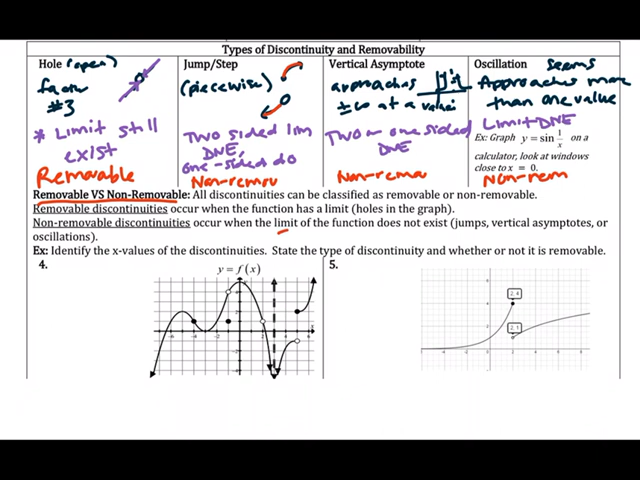 Types of Discontinuity and Removability
Hole (open)
factor
#3
* Limit still
exist
Removable
Jump/Step
(piecewise)
Two sided lim
DNE,
one-sided do
Non-remov
Vertical Asymptote
approaches
±∞ at a value
Two or one sided
DNE
Non-remov
Oscillation seems
Approaches more
than one value
Limit DNE
Ex: Graph y = sin 1/x on a
calculator, look at windows
close to x = 0.
Non-rem
Removable VS Non-Removable: All discontinuities can be classified as removable or non-removable.
Removable discontinuities occur when the function has a limit (holes in the graph).
Non-removable discontinuities occur when the limit of the function does not exist (jumps, vertical asymptotes, or
oscillations).
Ex: Identify the x-values of the discontinuities. State the type of discontinuity and whether or not it is removable.
4.
y = f(x)
5.